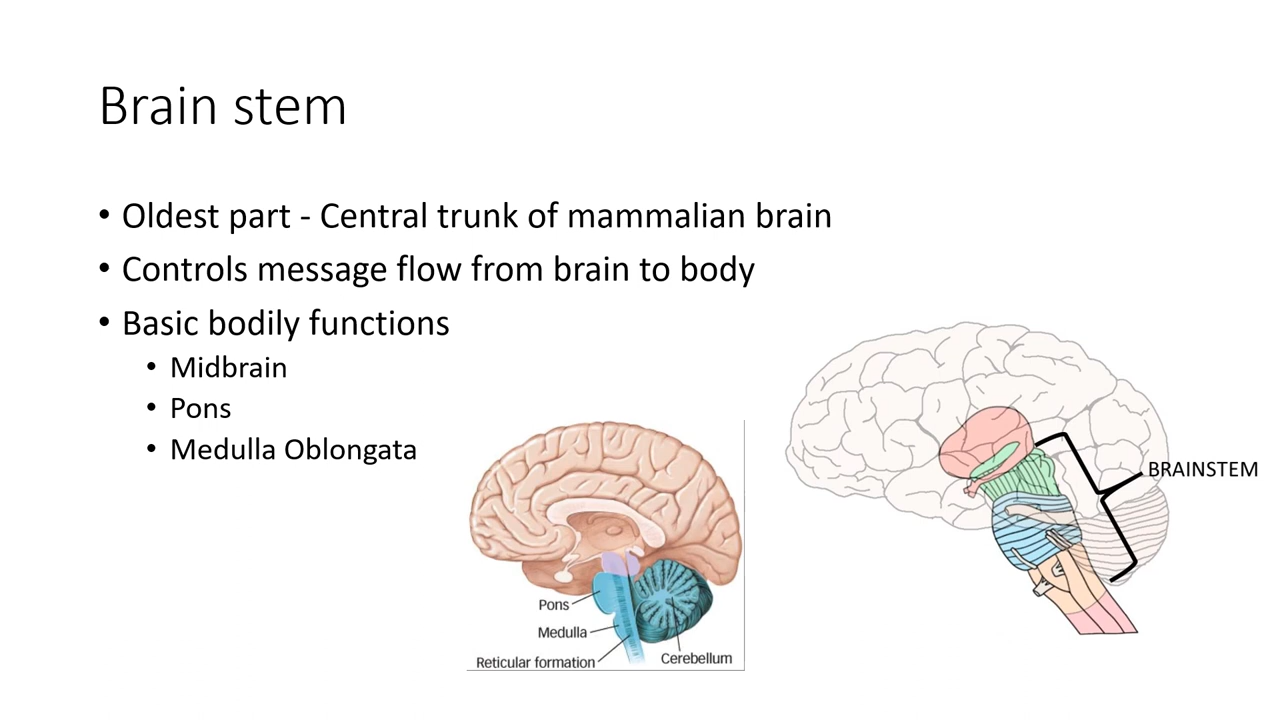 Brain stem
• Oldest part - Central trunk of mammalian brain
• Controls message flow from brain to body
• Basic bodily functions
• Midbrain
• Pons
• Medulla Oblongata
BRAINSTEM
Pons
Medulla
Reticular formation
Cerebellum